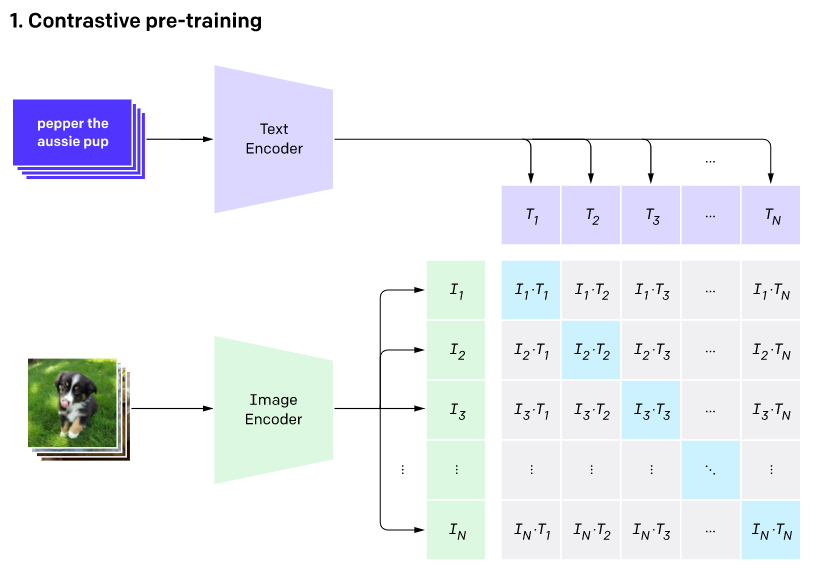 1. Contrastive pre-training
pepper the
aussie pup
Text
Encoder
...
T1 T2 T3 ... TN
I1 I1·T1 I1·T2 I1·T3 ... I1·TN
I2 I2·T1 I2·T2 I2·T3 ... I2·TN
Image
Encoder
I3 I3·T1 I3·T2 I3·T3 ... I3·TN
⋮ ⋮ ⋮ ⋮ ⋮ ⋱ ⋮
IN IN·T1 IN·T2 IN·T3 ... IN·TN